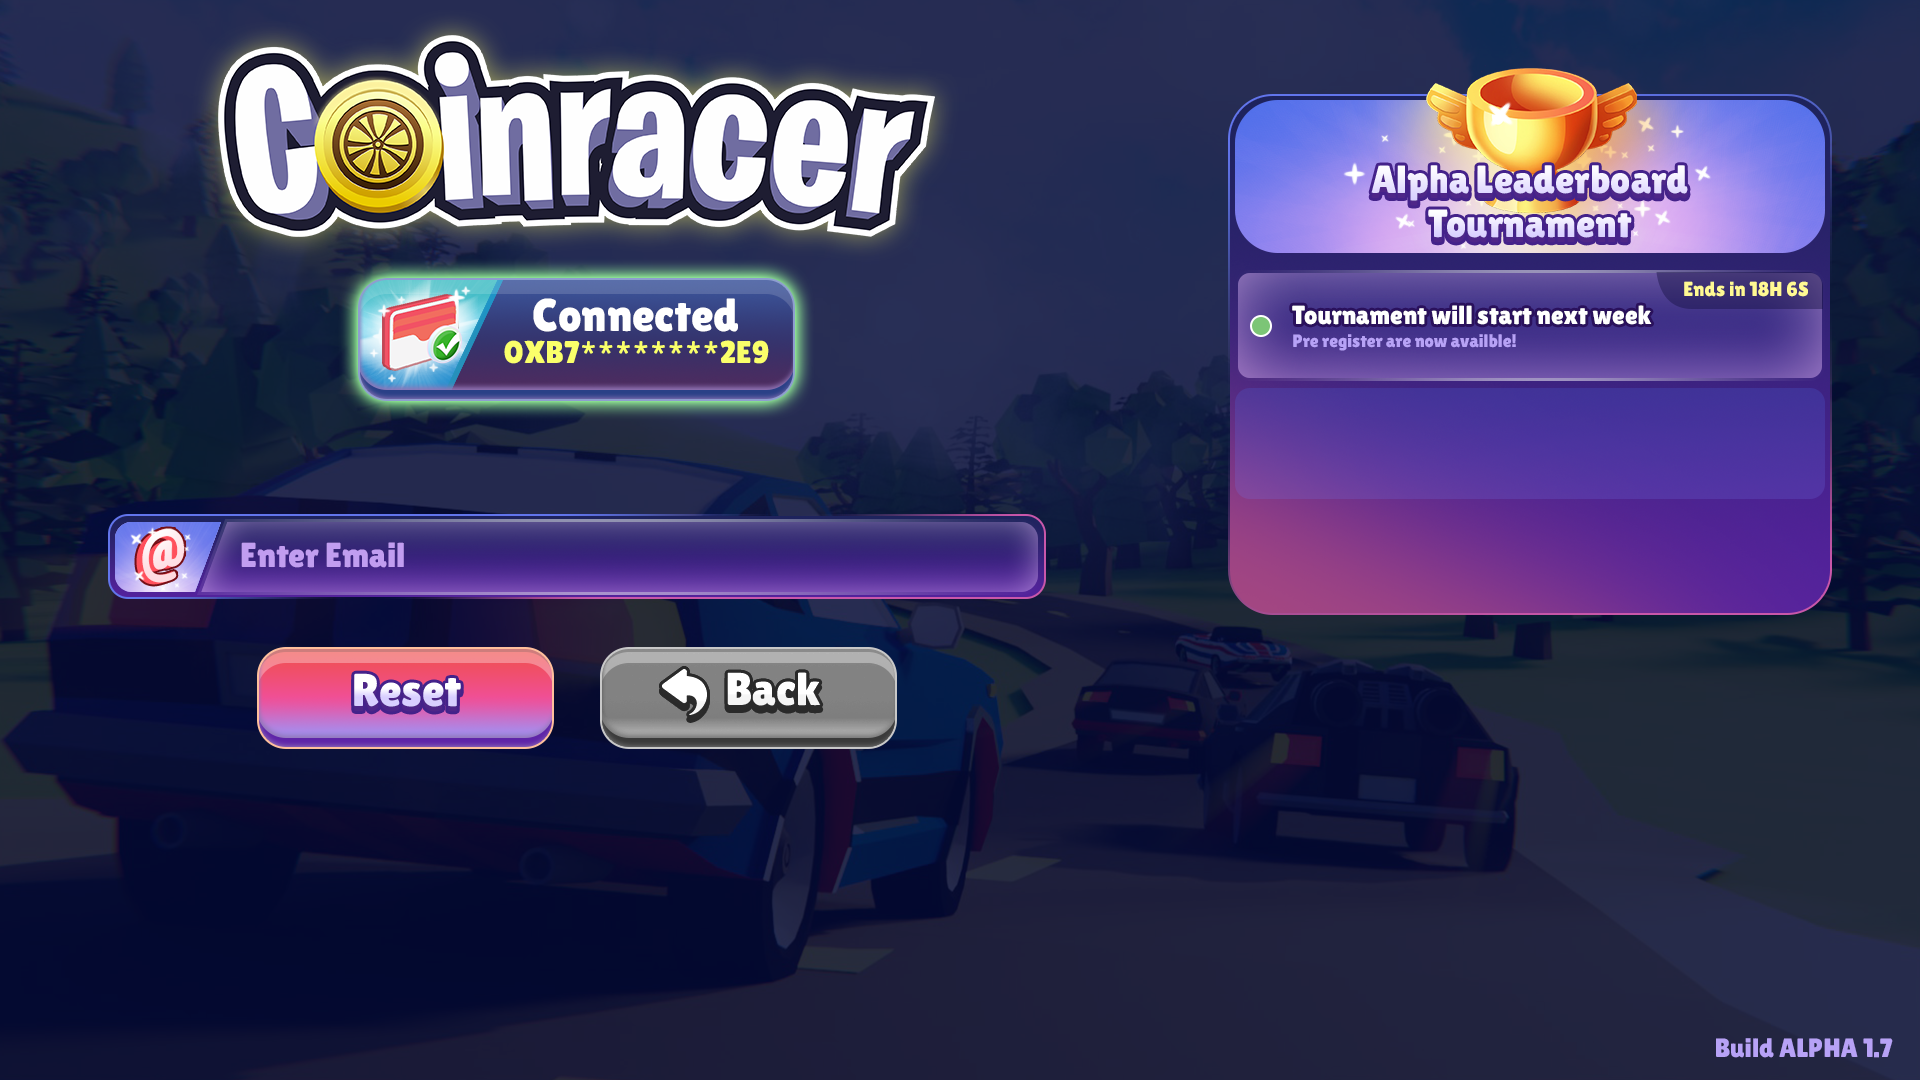 Coinracer
Connected
0XB7********2E9
Enter Email
Reset
Back
Alpha Leaderboard
Tournament
Ends in 18H 6S
Tournament will start next week
Pre register are now availble!
Build ALPHA 1.7